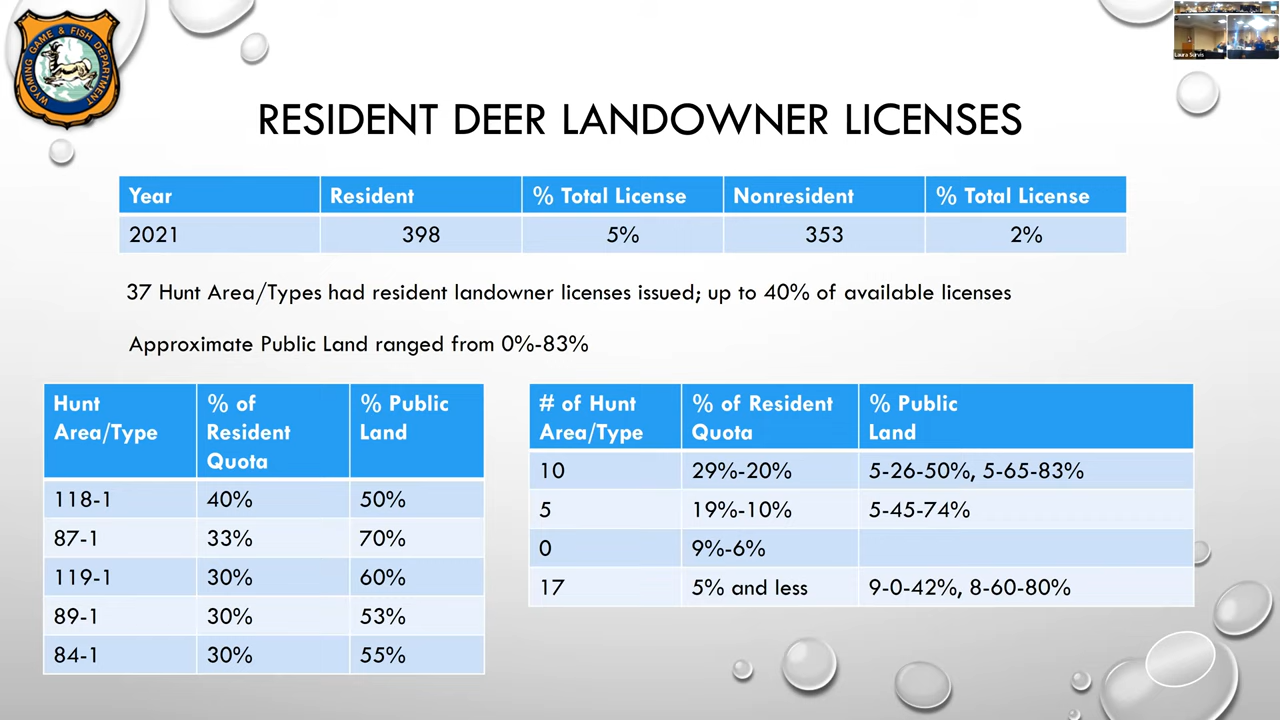 WYOMING GAME & FISH DEPARTMENT
Laura Survis
RESIDENT DEER LANDOWNER LICENSES
Year Resident % Total License Nonresident % Total License
2021 398 5% 353 2%
37 Hunt Area/Types had resident landowner licenses issued; up to 40% of available licenses
Approximate Public Land ranged from 0%-83%
Hunt Area/Type % of Resident Quota % Public Land
118-1 40% 50%
87-1 33% 70%
119-1 30% 60%
89-1 30% 53%
84-1 30% 55%
# of Hunt Area/Type % of Resident Quota % Public Land
10 29%-20% 5-26-50%, 5-65-83%
5 19%-10% 5-45-74%
0 9%-6%
17 5% and less 9-0-42%, 8-60-80%